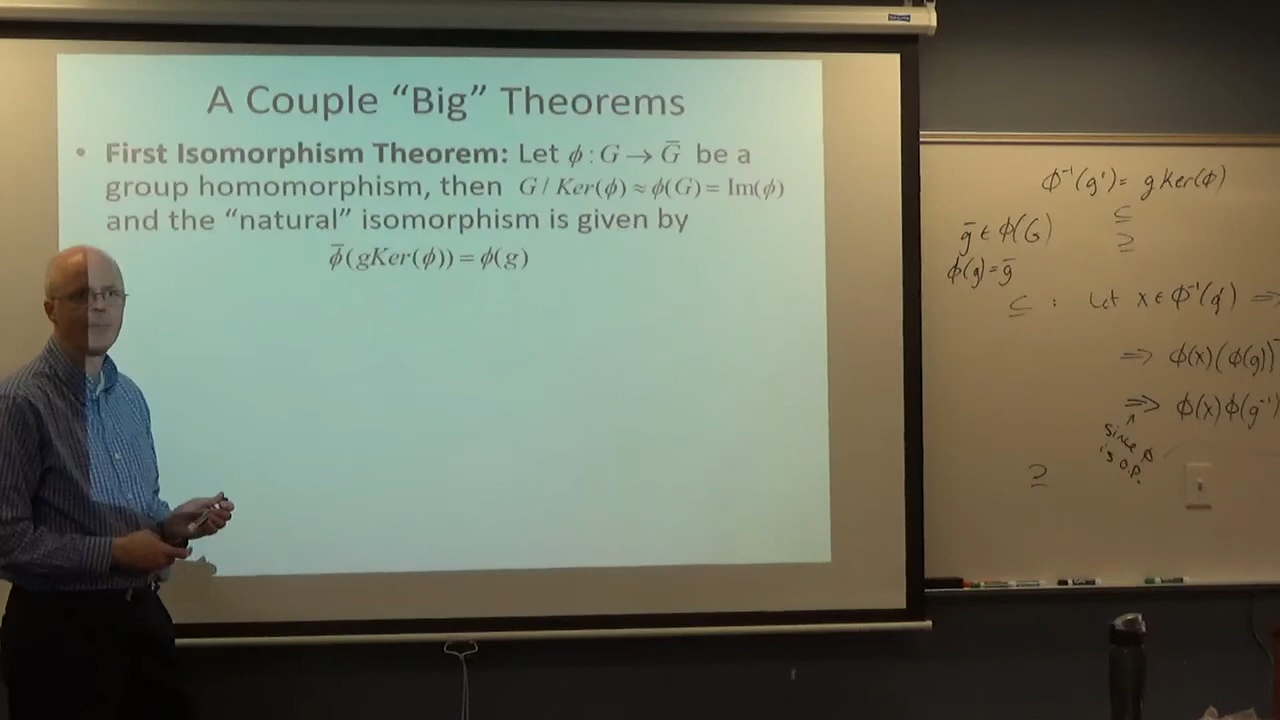 A Couple “Big” Theorems
• First Isomorphism Theorem: Let ϕ : G → G̅ be a
group homomorphism, then G / Ker(ϕ) ≈ ϕ(G) = Im(ϕ)
and the “natural” isomorphism is given by
ϕ̅(gKer(ϕ)) = ϕ(g)
ϕ⁻¹(g') = g Ker(ϕ)
⊆
⊇
g̅ ∈ ϕ(G)
ϕ(g) = g̅
⊆ : Let x ∈ ϕ⁻¹(g') ⇒
⇒ ϕ(x)(ϕ(g))
⇒ ϕ(x)ϕ(g⁻¹)
since ϕ
is o.p.
⊇